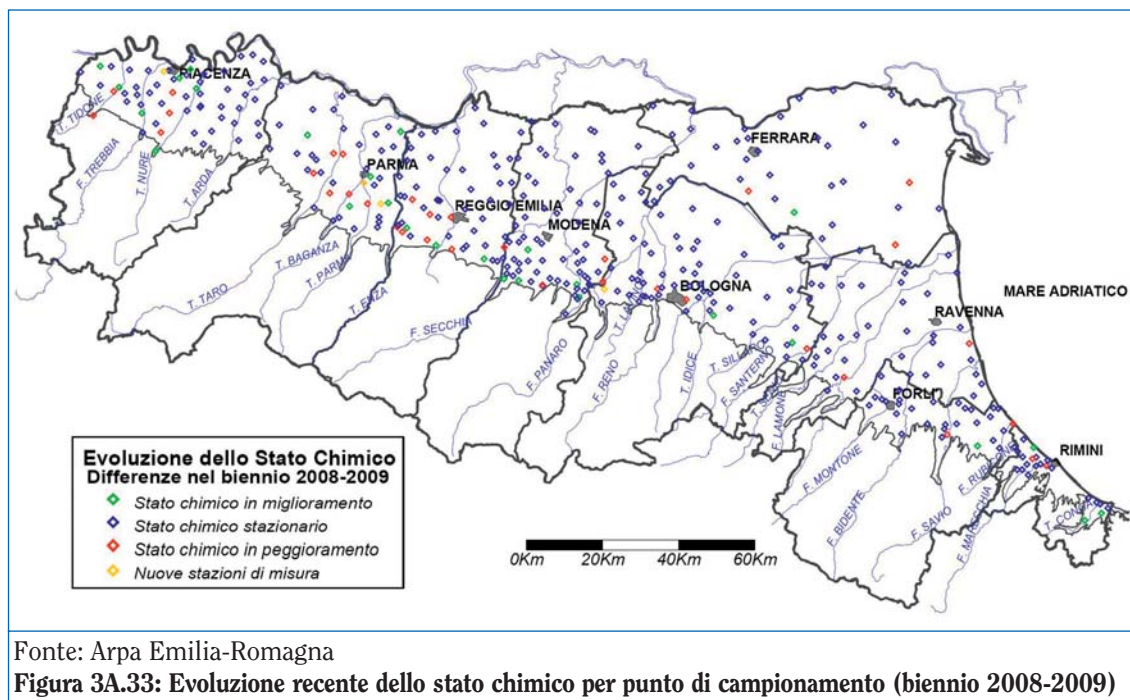 PIACENZA
T. TIDONE
F. TREBBIA
T. NURE
T. ARDA
PARMA
FERRARA
REGGIO EMILIA
MODENA
T. BAGANZA
T. PARMA
T. TARO
T. ENZA
F. SECCHIA
BOLOGNA
MARE ADRIATICO
RAVENNA
F. PANARO
F. RENO
T. IDICE
T. SILLARO
F. SANTERNO
F. LAMONE
FORLI'
F. MONTONE
F. BIDENTE
F. SAVIO
F. RUBICONE
F. MARECCHIA
RIMINI
T. CONCA
Evoluzione dello Stato Chimico
Differenze nel biennio 2008-2009
Stato chimico in miglioramento
Stato chimico stazionario
Stato chimico in peggioramento
Nuove stazioni di misura
0Km 20Km 40Km 60Km
Fonte: Arpa Emilia-Romagna
Figura 3A.33: Evoluzione recente dello stato chimico per punto di campionamento (biennio 2008-2009)